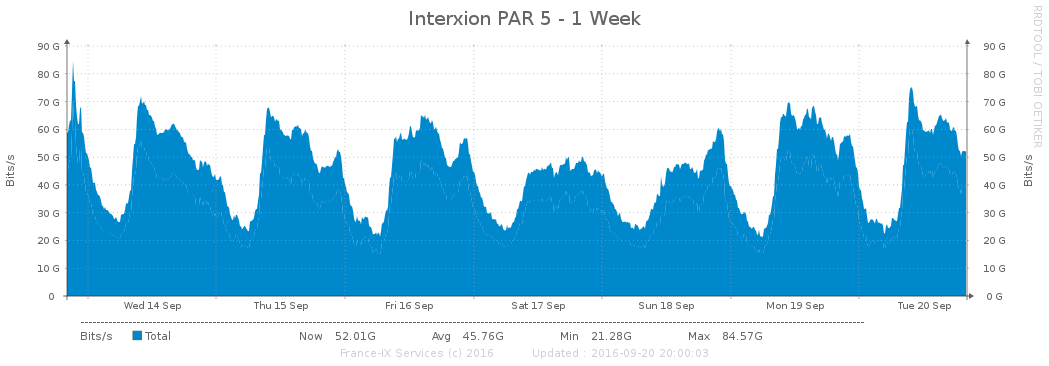 Interxion PAR 5 - 1 Week
RRDTOOL / TOBI OETIKER
Bits/s
90 G
80 G
70 G
60 G
50 G
40 G
30 G
20 G
10 G
0
90 G
80 G
70 G
60 G
50 G
40 G
30 G
20 G
10 G
0 G
Bits/s
Wed 14 Sep Thu 15 Sep Fri 16 Sep Sat 17 Sep Sun 18 Sep Mon 19 Sep Tue 20 Sep
Bits/s Total Now 52.01G Avg 45.76G Min 21.28G Max 84.57G
France-IX Services (c) 2016 Updated : 2016-09-20 20:00:03